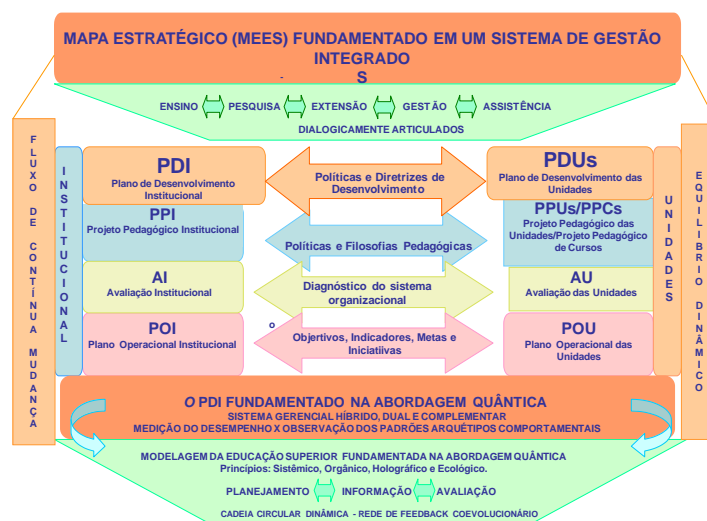 MAPA ESTRATÉGICO (MEES) FUNDAMENTADO EM UM SISTEMA DE GESTÃO
INTEGRADO
-
S
ENSINO PESQUISA EXTENSÃO GESTÃO ASSISTÊNCIA
DIALOGICAMENTE ARTICULADOS
FLUXO DE CONTÍNUA MUDANÇA
INSTITUCIONAL
PDI
Plano de Desenvolvimento
Institucional
Políticas e Diretrizes de
Desenvolvimento
PDUs
Plano de Desenvolvimento das
Unidades
PPI
Projeto Pedagógico Institucional
Políticas e Filosofias Pedagógicas
PPUs/PPCs
Projeto Pedagógico das
Unidades/Projeto Pedagógico
de Cursos
AI
Avaliação Institucional
Diagnóstico do sistema
organizacional
AU
Avaliação das Unidades
POI
Plano Operacional Institucional
o
Objetivos, Indicadores, Metas e
Iniciativas
POU
Plano Operacional das
Unidades
UNIDADES
EQUILIBRIO DINÂMICO
O PDI FUNDAMENTADO NA ABORDAGEM QUÂNTICA
SISTEMA GERENCIAL HÍBRIDO, DUAL E COMPLEMENTAR
MEDIÇÃO DO DESEMPENHO X OBSERVAÇÃO DOS PADRÕES ARQUÉTIPOS COMPORTAMENTAIS
MODELAGEM DA EDUCAÇÃO SUPERIOR FUNDAMENTADA NA ABORDAGEM QUÂNTICA
Princípios: Sistêmico, Orgânico, Holográfico e Ecológico.
PLANEJAMENTO INFORMAÇÃO AVALIAÇÃO
CADEIA CIRCULAR DINÂMICA - REDE DE FEEDBACK COEVOLUCIONÁRIO